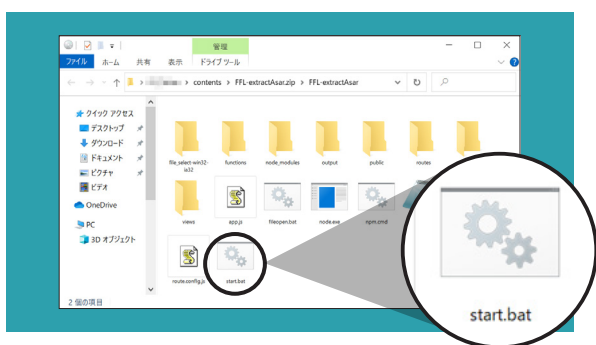 管理
ファイル ホーム 共有 表示 ドライブ ツール
contents > FFL-extractAsar.zip > FFL-extractAsar
クイック アクセス
デスクトップ
ダウンロード
ドキュメント
ピクチャ
ビデオ
OneDrive
PC
3D オブジェクト
file_select-win32-ia32
functions
node_modules
output
public
routes
views
app.js
fileopen.bat
node.exe
npm.cmd
route.config.js
start.bat
2 個の項目
start.bat